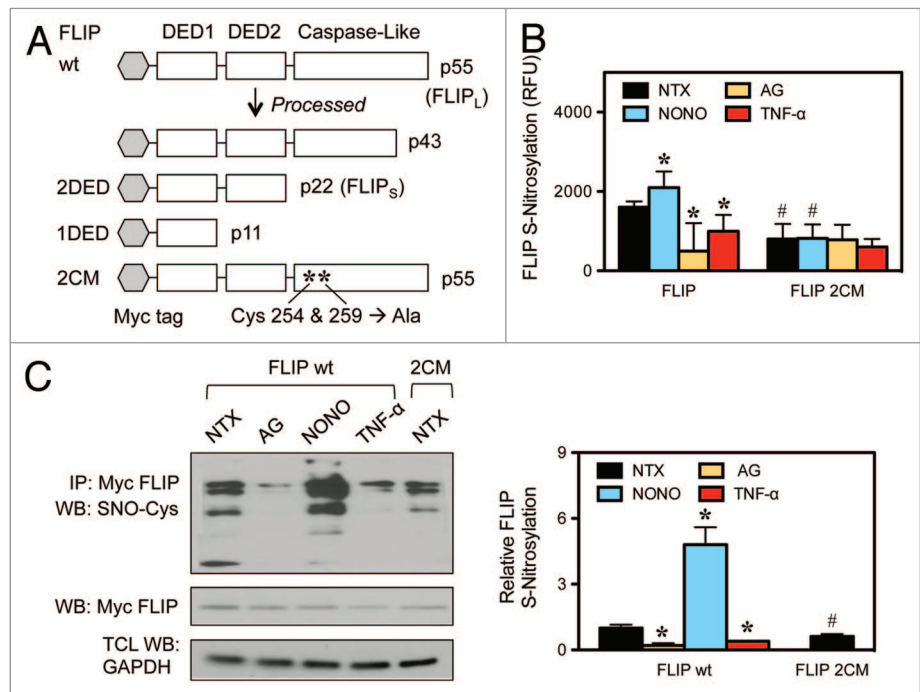 A
FLIP wt
DED1 DED2 Caspase-Like
p55
(FLIPL)
Processed
p43
2DED
p22 (FLIPS)
1DED
p11
2CM
**
p55
Myc tag
Cys 254 & 259 → Ala
B
FLIP S-Nitrosylation (RFU)
NTX AG
NONO TNF-α
4000
2000
0
* * *
# #
FLIP FLIP 2CM
C
FLIP wt 2CM
NTX AG NONO TNF-α NTX
IP: Myc FLIP
WB: SNO-Cys
WB: Myc FLIP
TCL WB:
GAPDH
Relative FLIP
S-Nitrosylation
NTX AG
NONO TNF-α
9
6
3
0
* * *
#
FLIP wt FLIP 2CM